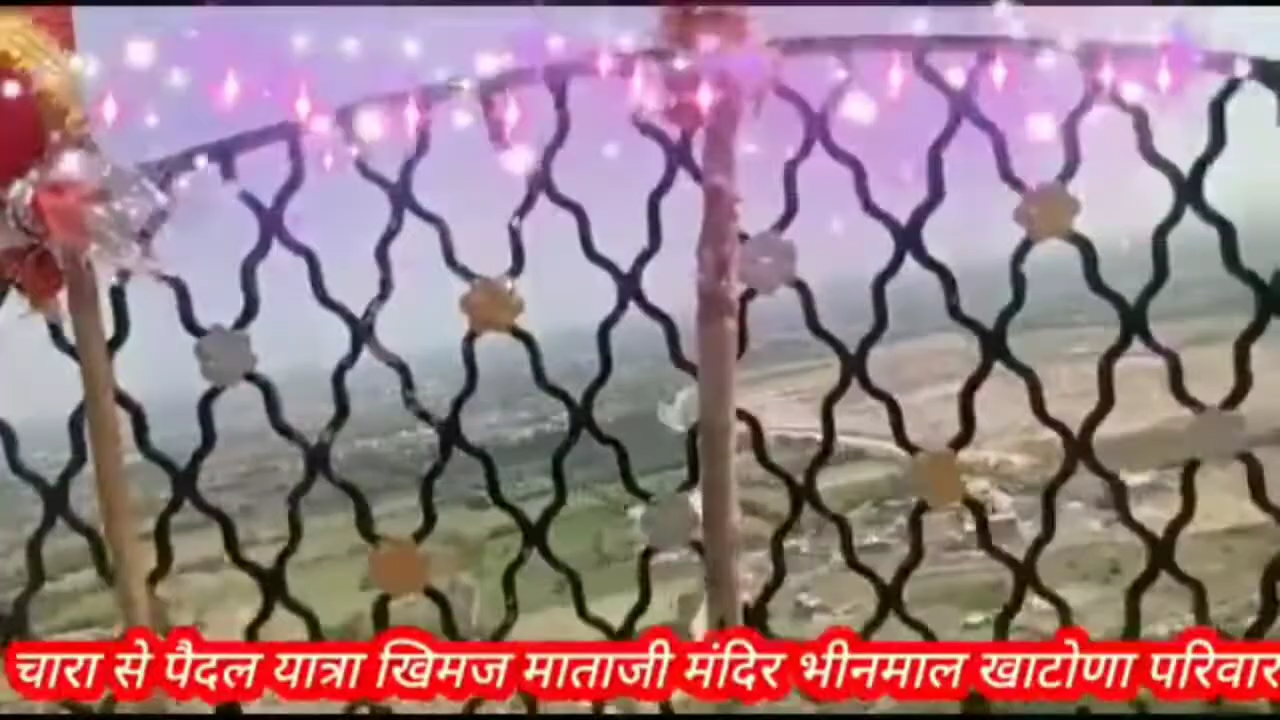 चारा से पैदल यात्रा खिमज माताजी मंदिर भीनमाल खाटोणा परिवार